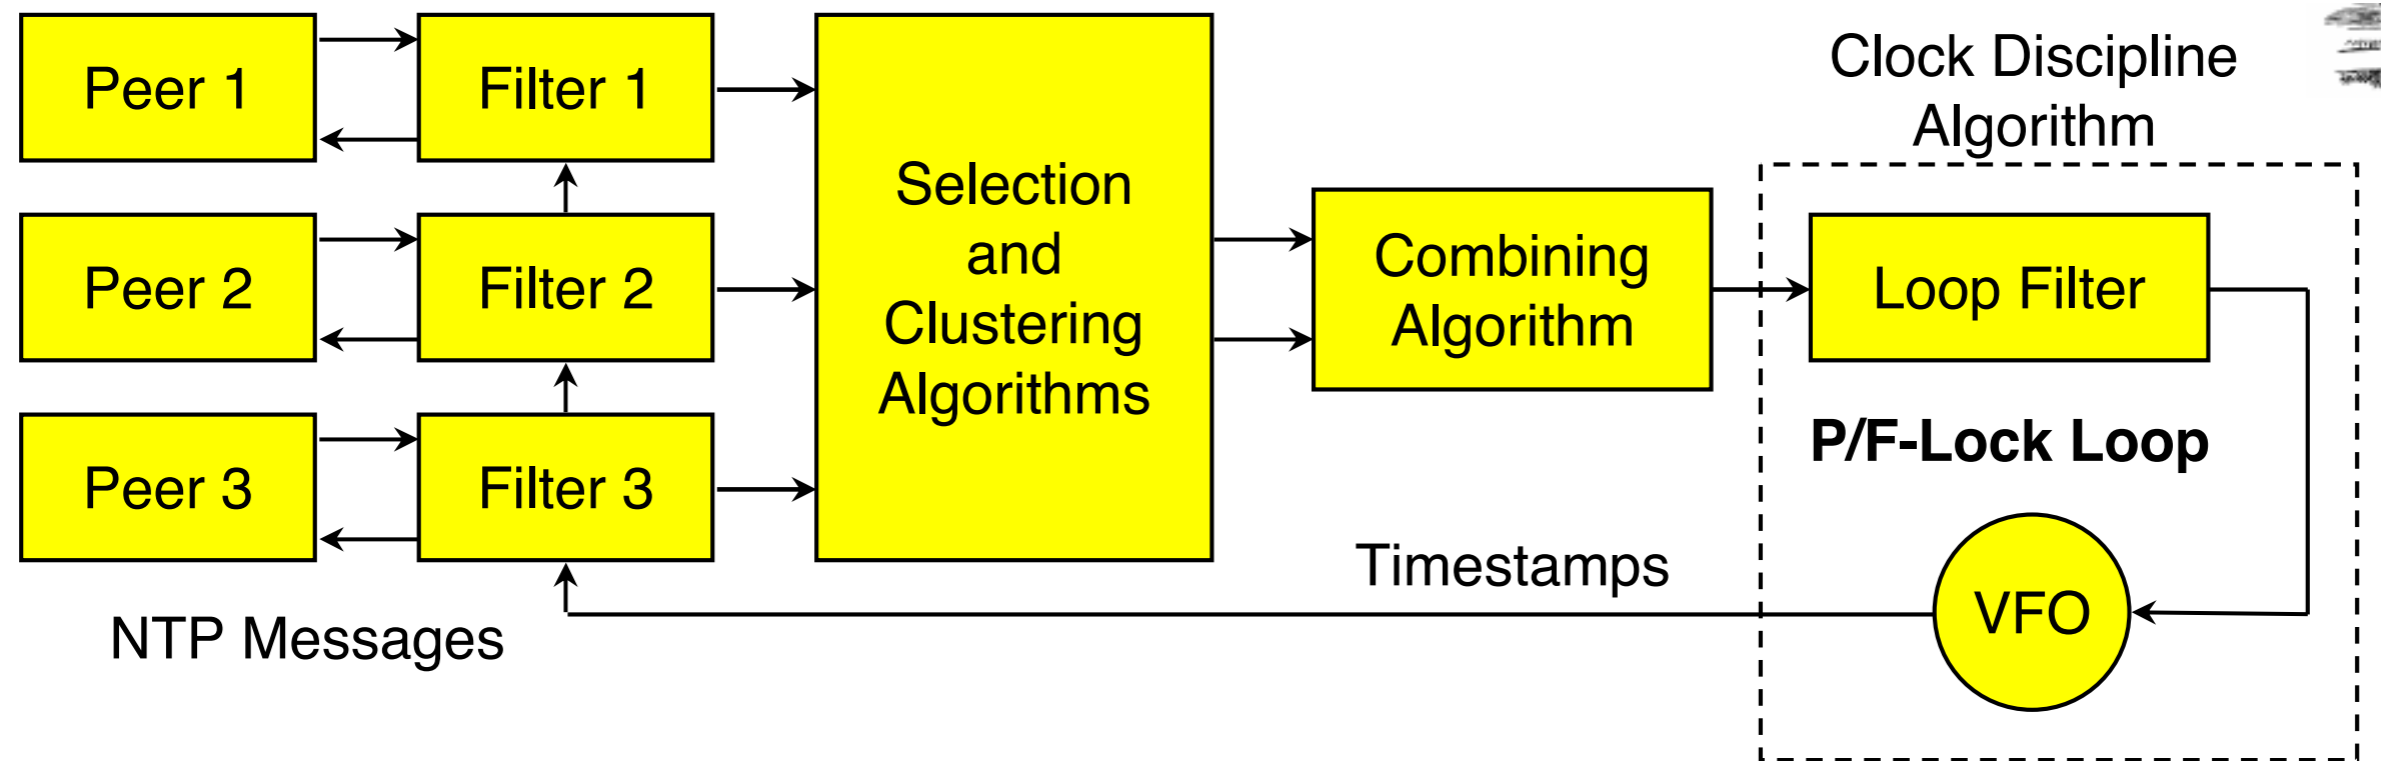 Peer 1
Filter 1
Peer 2
Filter 2
Peer 3
Filter 3
NTP Messages
Selection
and
Clustering
Algorithms
Combining
Algorithm
Timestamps
Clock Discipline
Algorithm
Loop Filter
P/F-Lock Loop
VFO